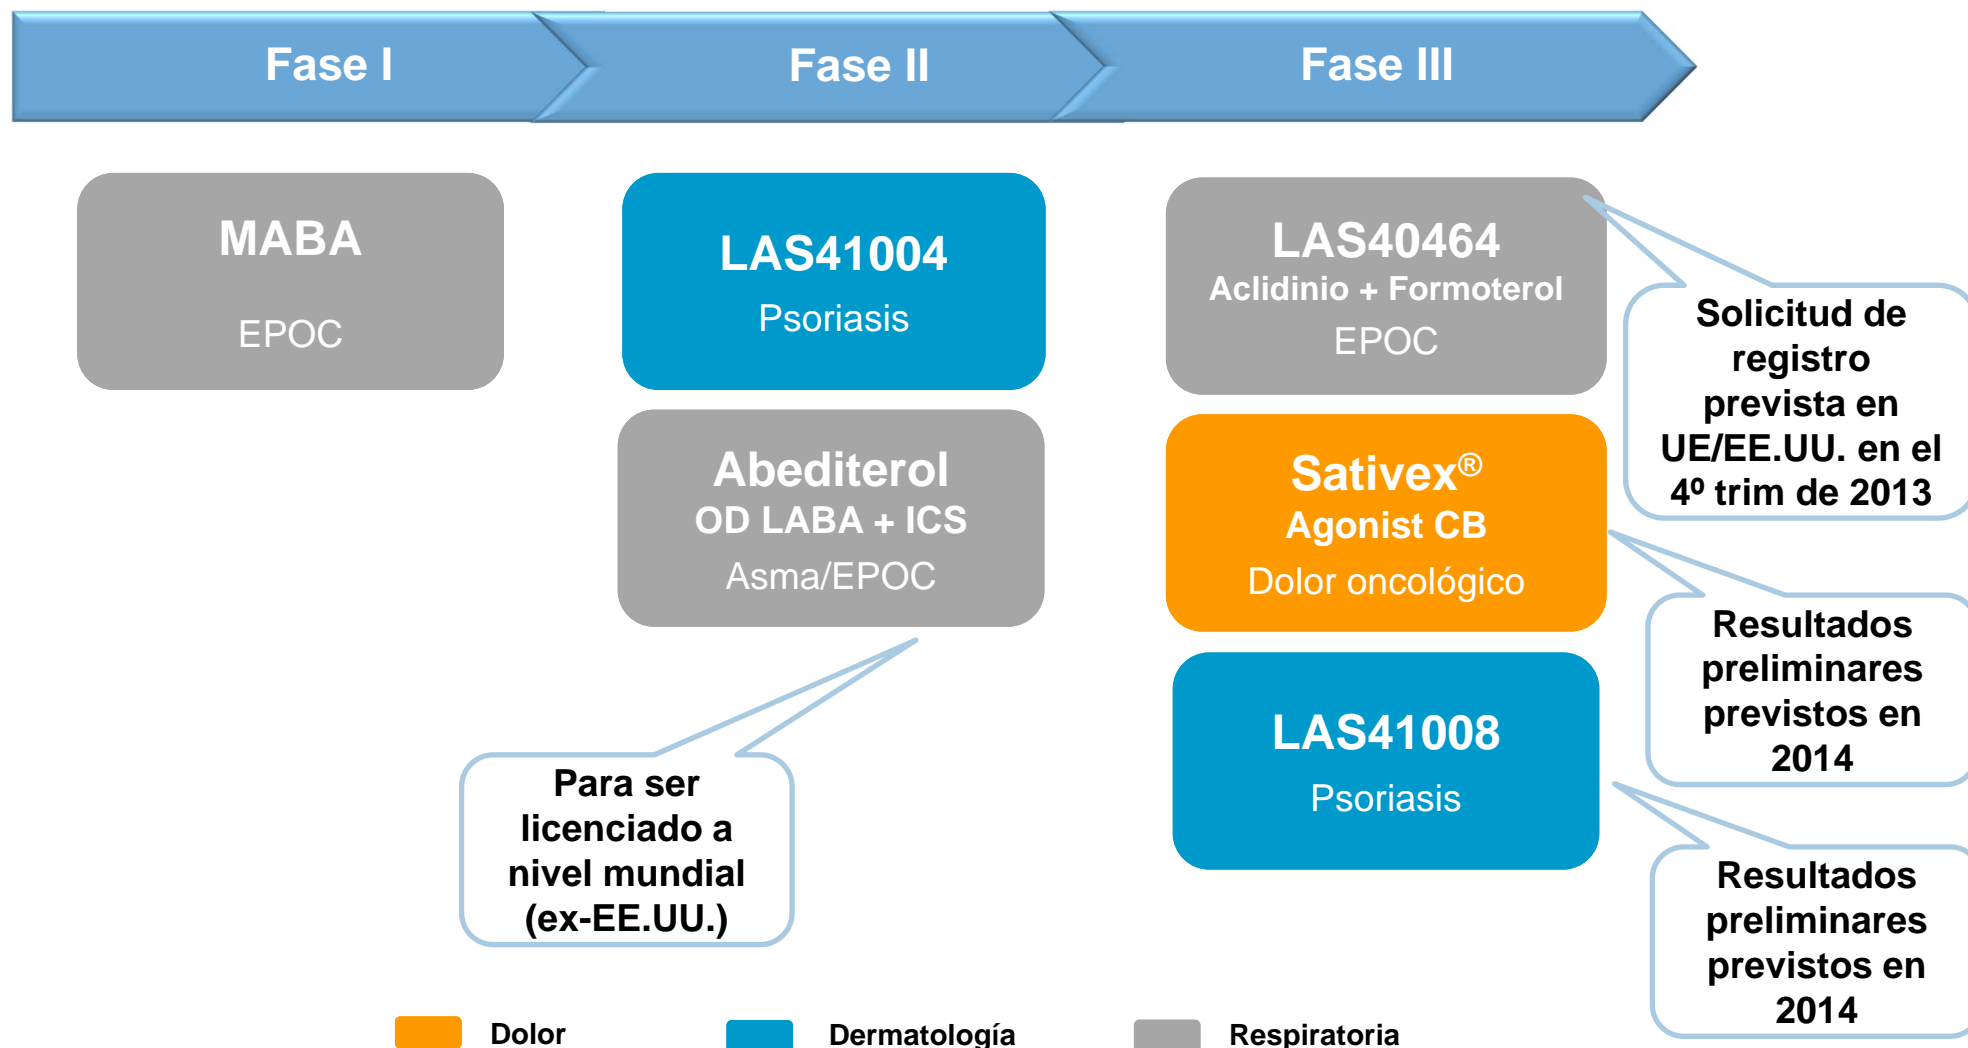 Fase I
Fase II
Fase III
MABA
EPOC
LAS41004
Psoriasis
Abediterol
OD LABA + ICS
Asma/EPOC
Para ser
licenciado a
nivel mundial
(ex-EE.UU.)
LAS40464
Aclidinio + Formoterol
EPOC
Solicitud de
registro
prevista en
UE/EE.UU. en el
4º trim de 2013
Sativex®
Agonist CB
Dolor oncológico
Resultados
preliminares
previstos en
2014
LAS41008
Psoriasis
Resultados
preliminares
previstos en
2014
Dolor
Dermatología
Respiratoria